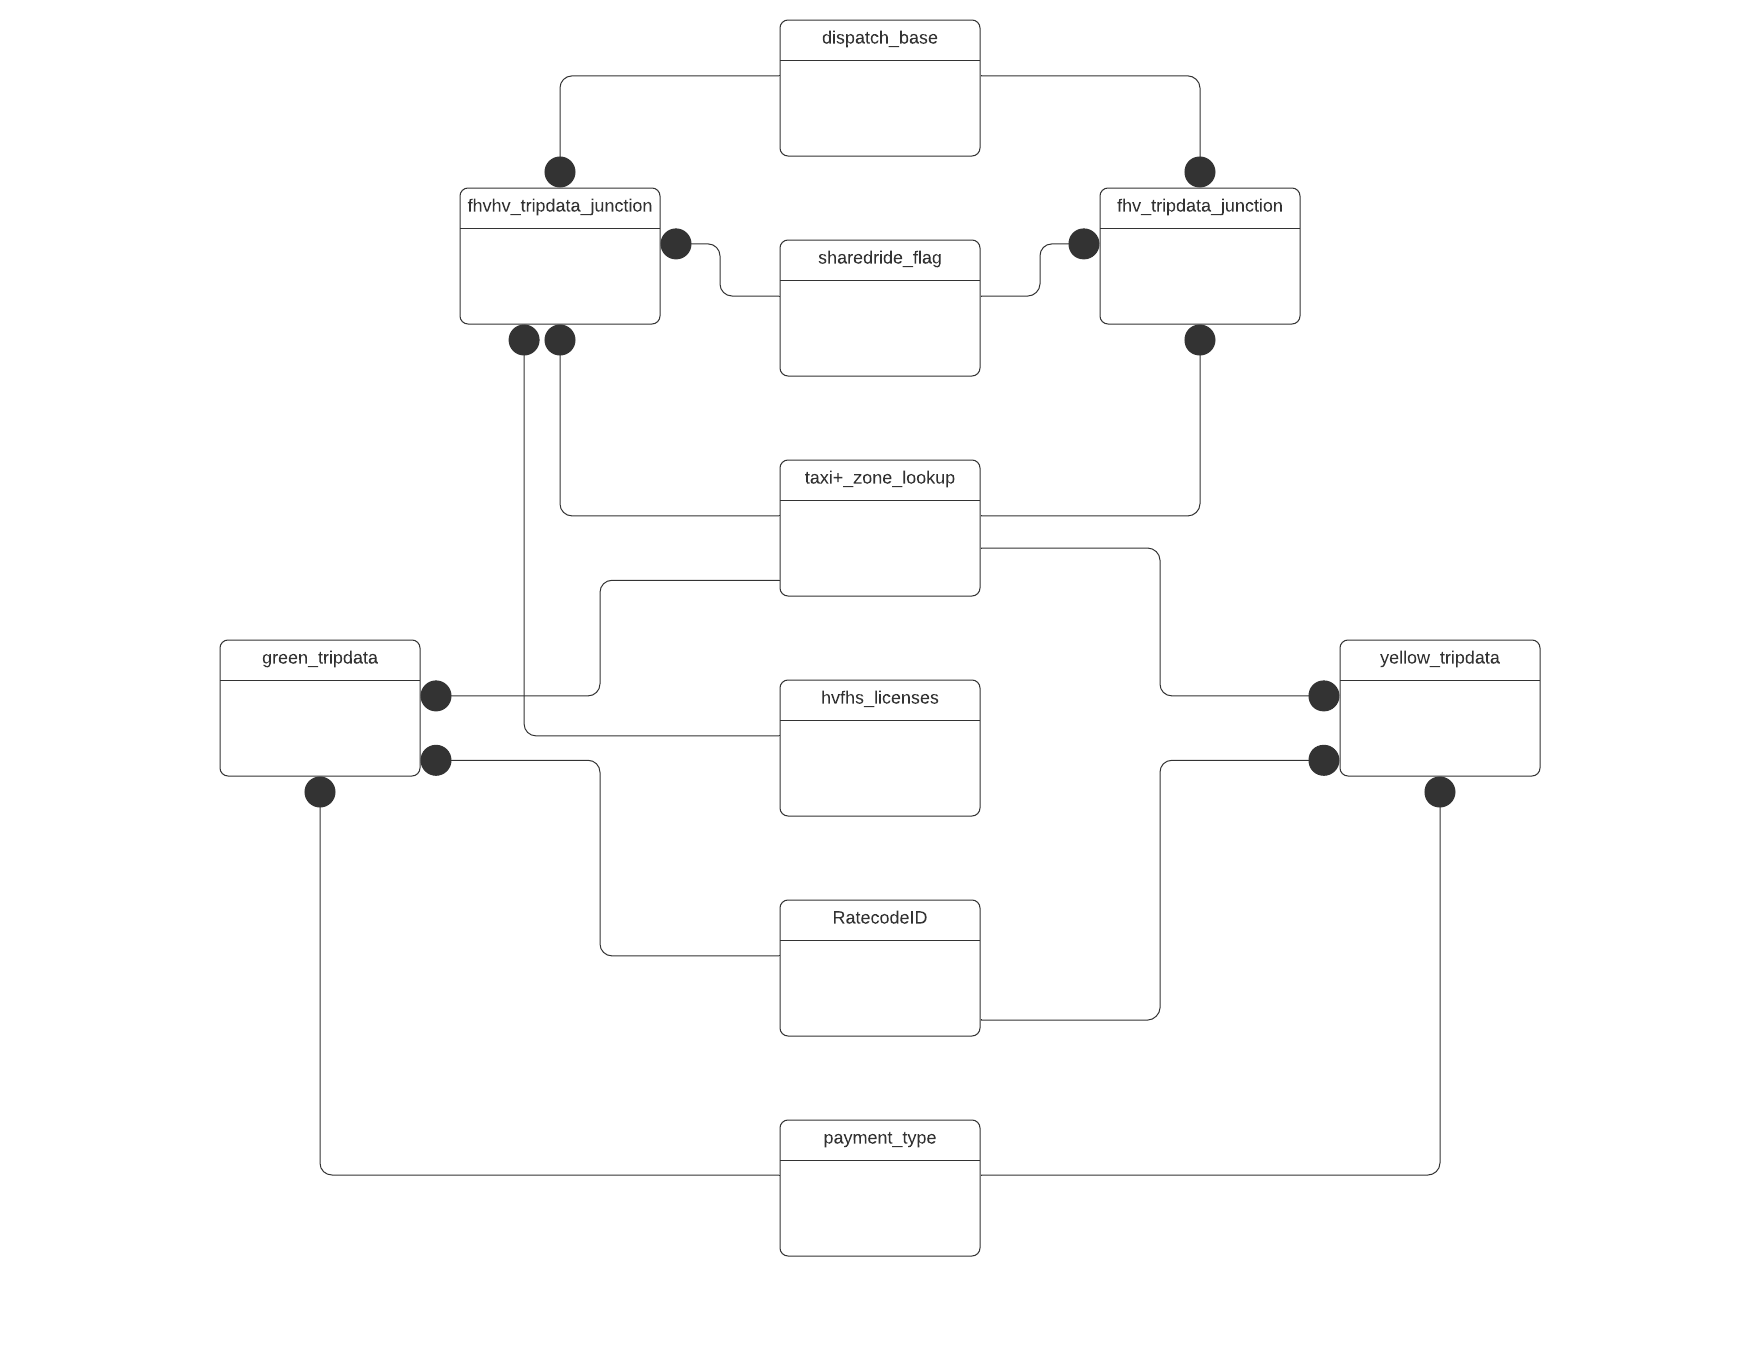 dispatch_base
fhvhv_tripdata_junction
fhv_tripdata_junction
sharedride_flag
taxi+_zone_lookup
green_tripdata
yellow_tripdata
hvfhs_licenses
RatecodeID
payment_type